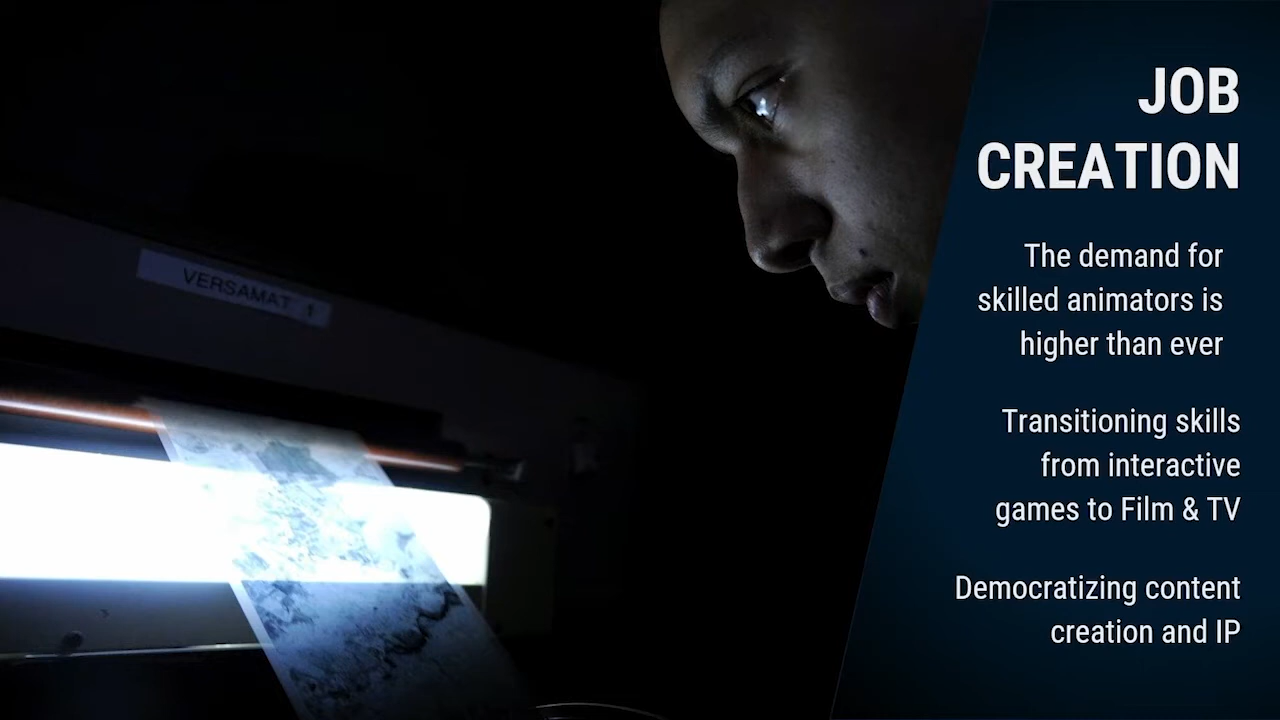 JOB
CREATION
The demand for
skilled animators is
higher than ever
Transitioning skills
from interactive
games to Film & TV
Democratizing content
creation and IP
VERSAMAT 1